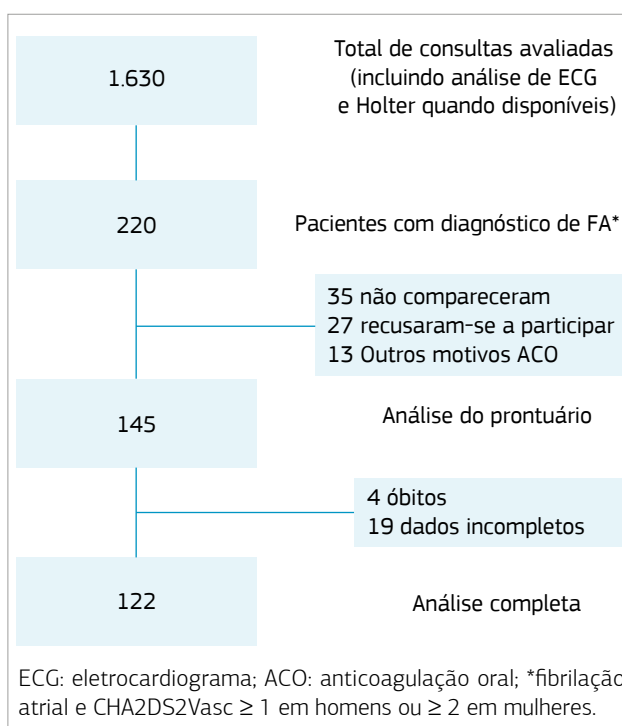 1.630
Total de consultas avaliadas
(incluindo análise de ECG
e Holter quando disponíveis)
220
Pacientes com diagnóstico de FA*
35 não compareceram
27 recusaram-se a participar
13 Outros motivos ACO
145
Análise do prontuário
4 óbitos
19 dados incompletos
122
Análise completa
ECG: eletrocardiograma; ACO: anticoagulação oral; *fibrilação
atrial e CHA2DS2Vasc ≥ 1 em homens ou ≥ 2 em mulheres.